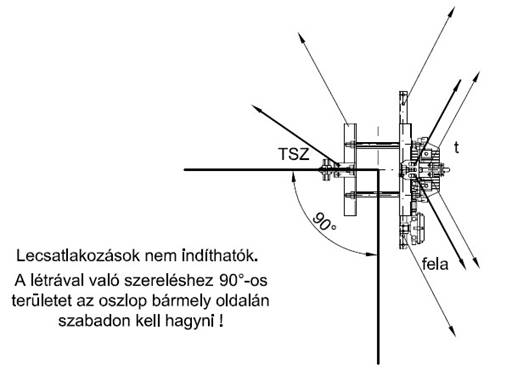 TSZ
t
90°
fela
Lecsatlakozások nem indíthatók.
A létrával való szereléshez 90°-os
területet az oszlop bármely oldalán
szabadon kell hagyni !